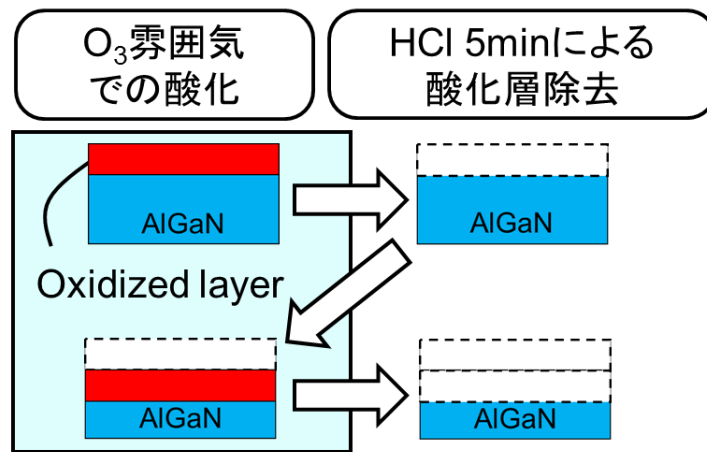 O₃雰囲気
での酸化
HCl 5minによる
酸化層除去
AlGaN
AlGaN
Oxidized layer
AlGaN
AlGaN